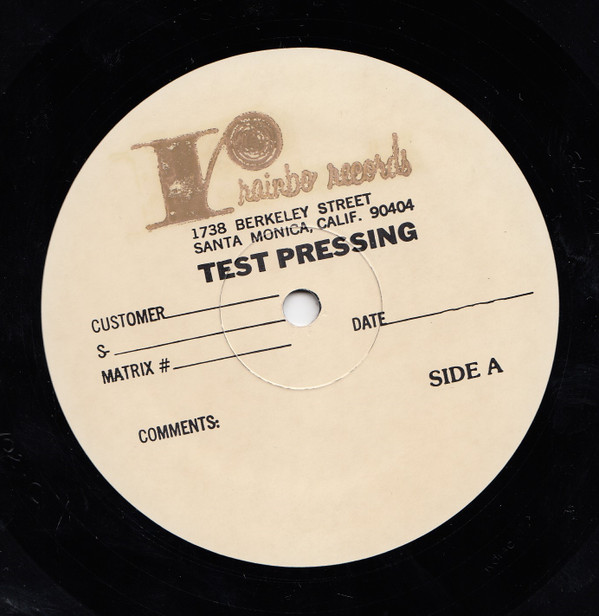 rainbo records
1738 BERKELEY STREET
SANTA MONICA, CALIF. 90404
TEST PRESSING
CUSTOMER
DATE
S-
MATRIX #
SIDE A
COMMENTS: